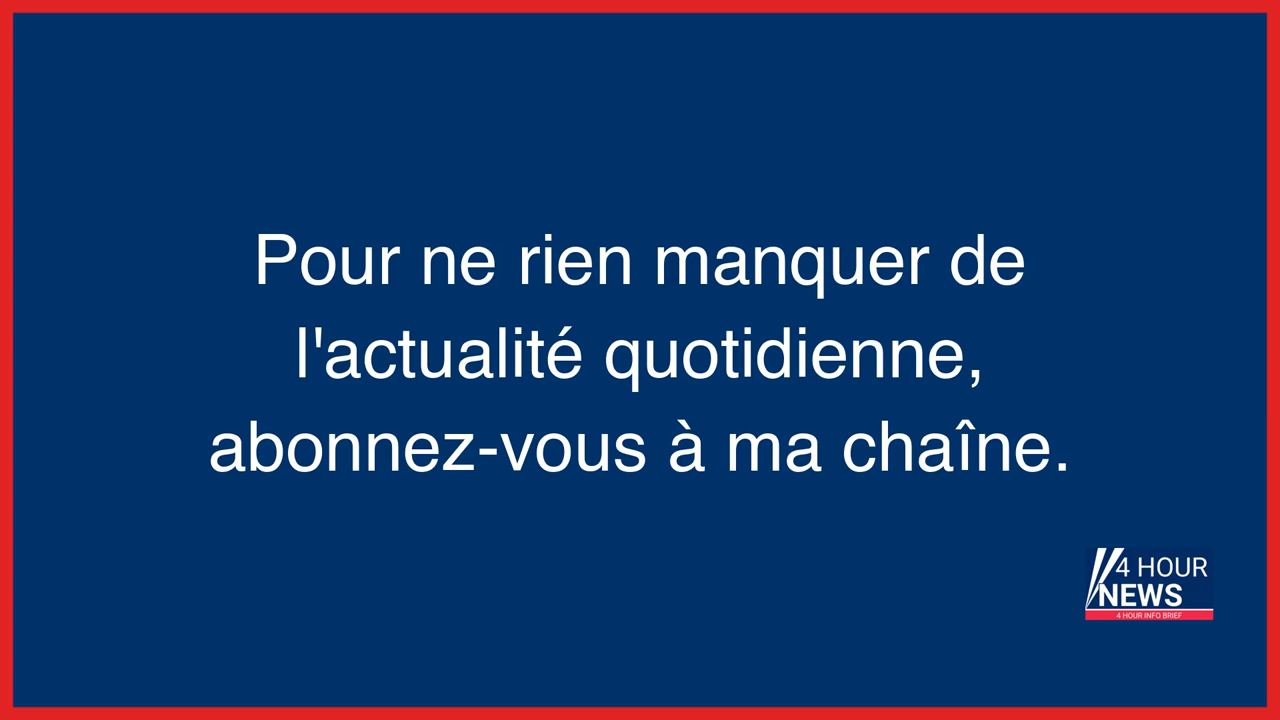 Pour ne rien manquer de
l'actualité quotidienne,
abonnez-vous à ma chaîne.
4 HOUR
NEWS
4 HOUR INFO BRIEF